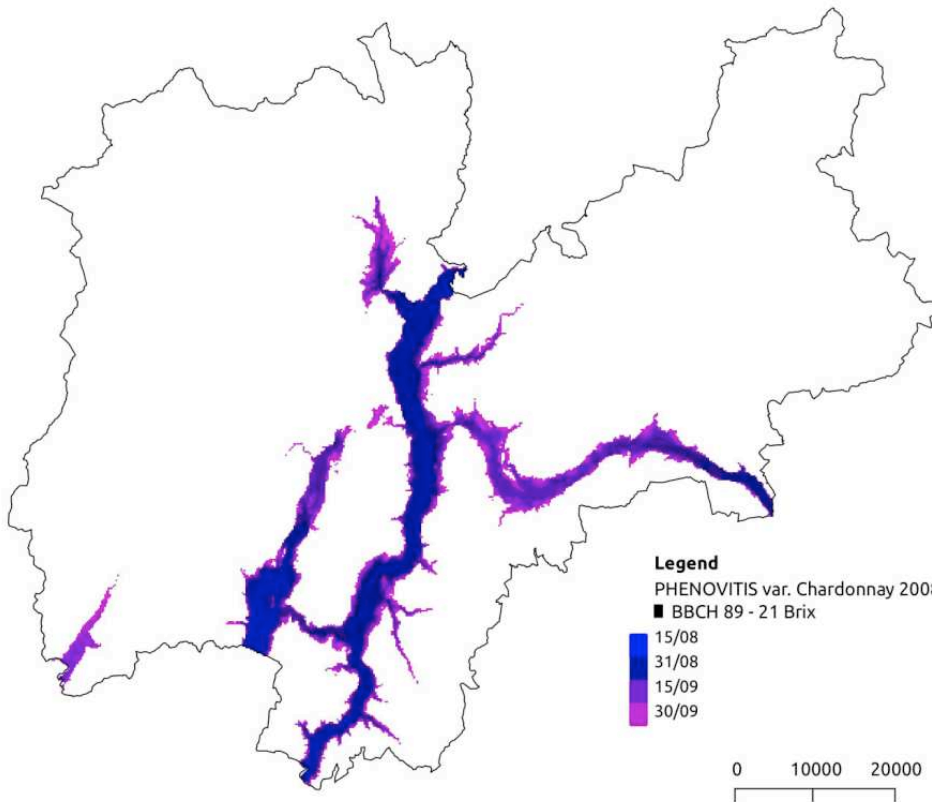 Legend
PHENOVITIS var. Chardonnay 2008
BBCH 89 - 21 Brix
15/08
31/08
15/09
30/09
0 10000 20000